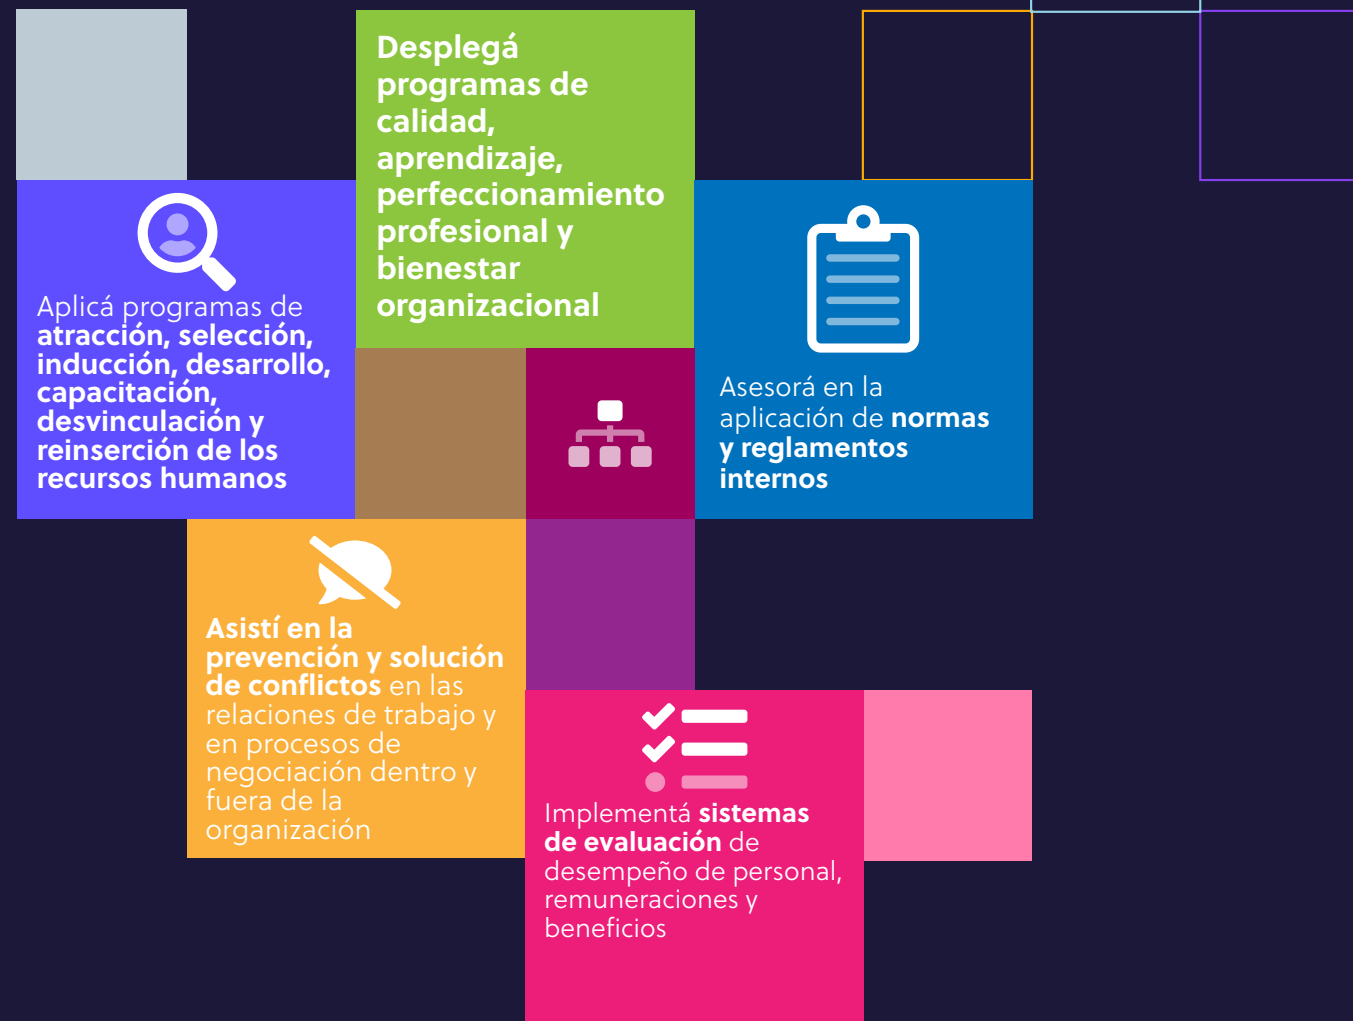 Desplegá
programas de
calidad,
aprendizaje,
perfeccionamiento
profesional y
bienestar
organizacional
Aplicá programas de
atracción, selección,
inducción, desarrollo,
capacitación,
desvinculación y
reinserción de los
recursos humanos
Asesorá en la
aplicación de normas
y reglamentos
internos
Asistí en la
prevención y solución
de conflictos en las
relaciones de trabajo y
en procesos de
negociación dentro y
fuera de la
organización
Implementá sistemas
de evaluación de
desempeño de personal,
remuneraciones y
beneficios